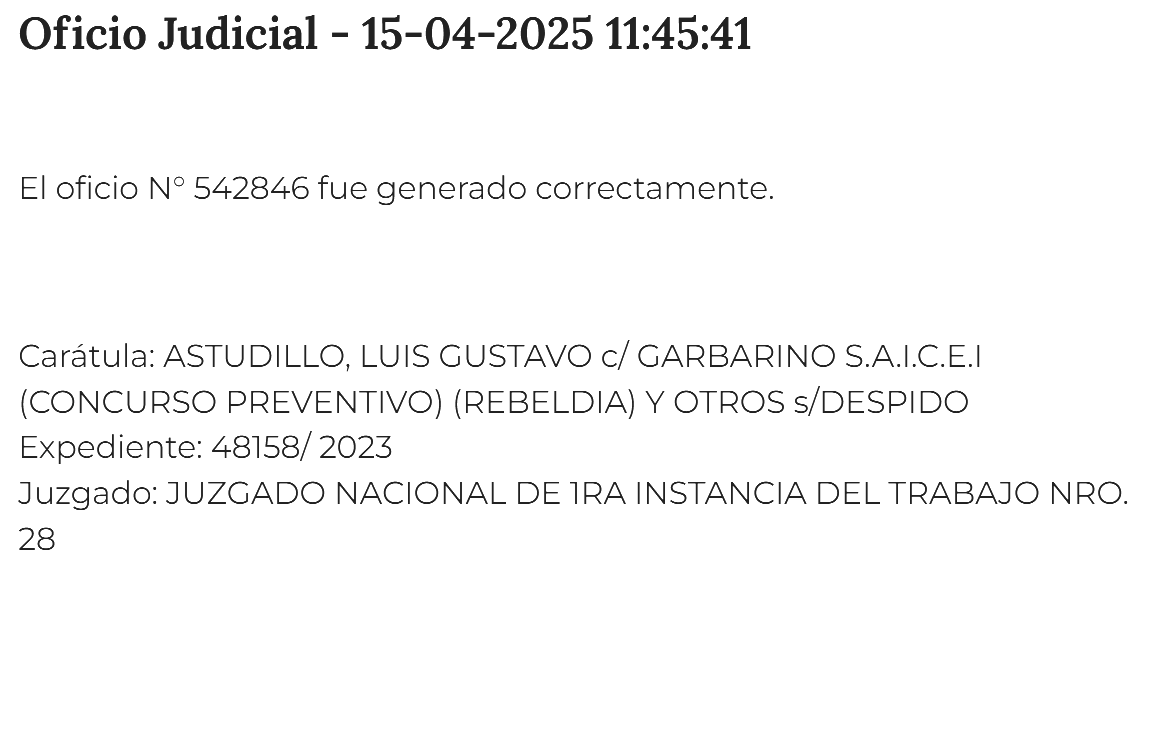 Oficio Judicial - 15-04-2025 11:45:41
El oficio N° 542846 fue generado correctamente.
Carátula: ASTUDILLO, LUIS GUSTAVO c/ GARBARINO S.A.I.C.E.I
(CONCURSO PREVENTIVO) (REBELDIA) Y OTROS s/DESPIDO
Expediente: 48158/ 2023
Juzgado: JUZGADO NACIONAL DE 1RA INSTANCIA DEL TRABAJO NRO.
28